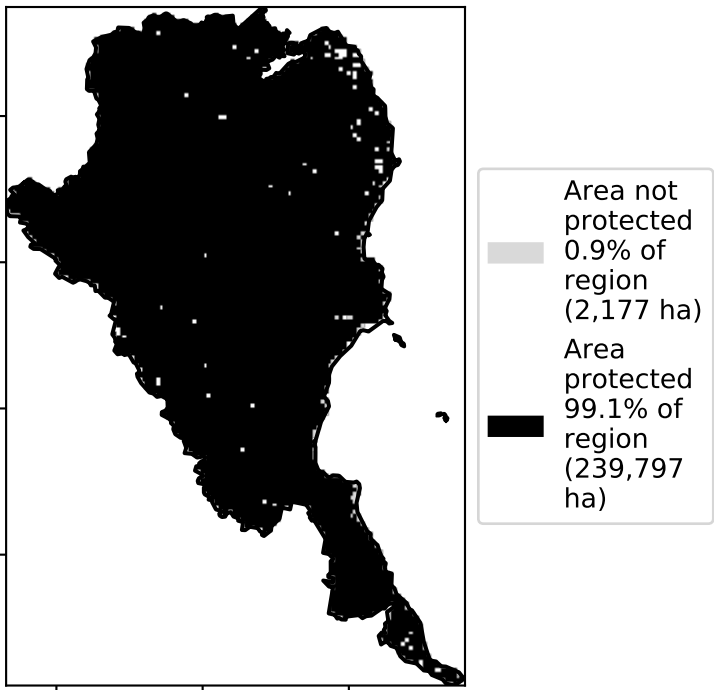 Area not
protected
0.9% of
region
(2,177 ha)
Area
protected
99.1% of
region
(239,797
ha)